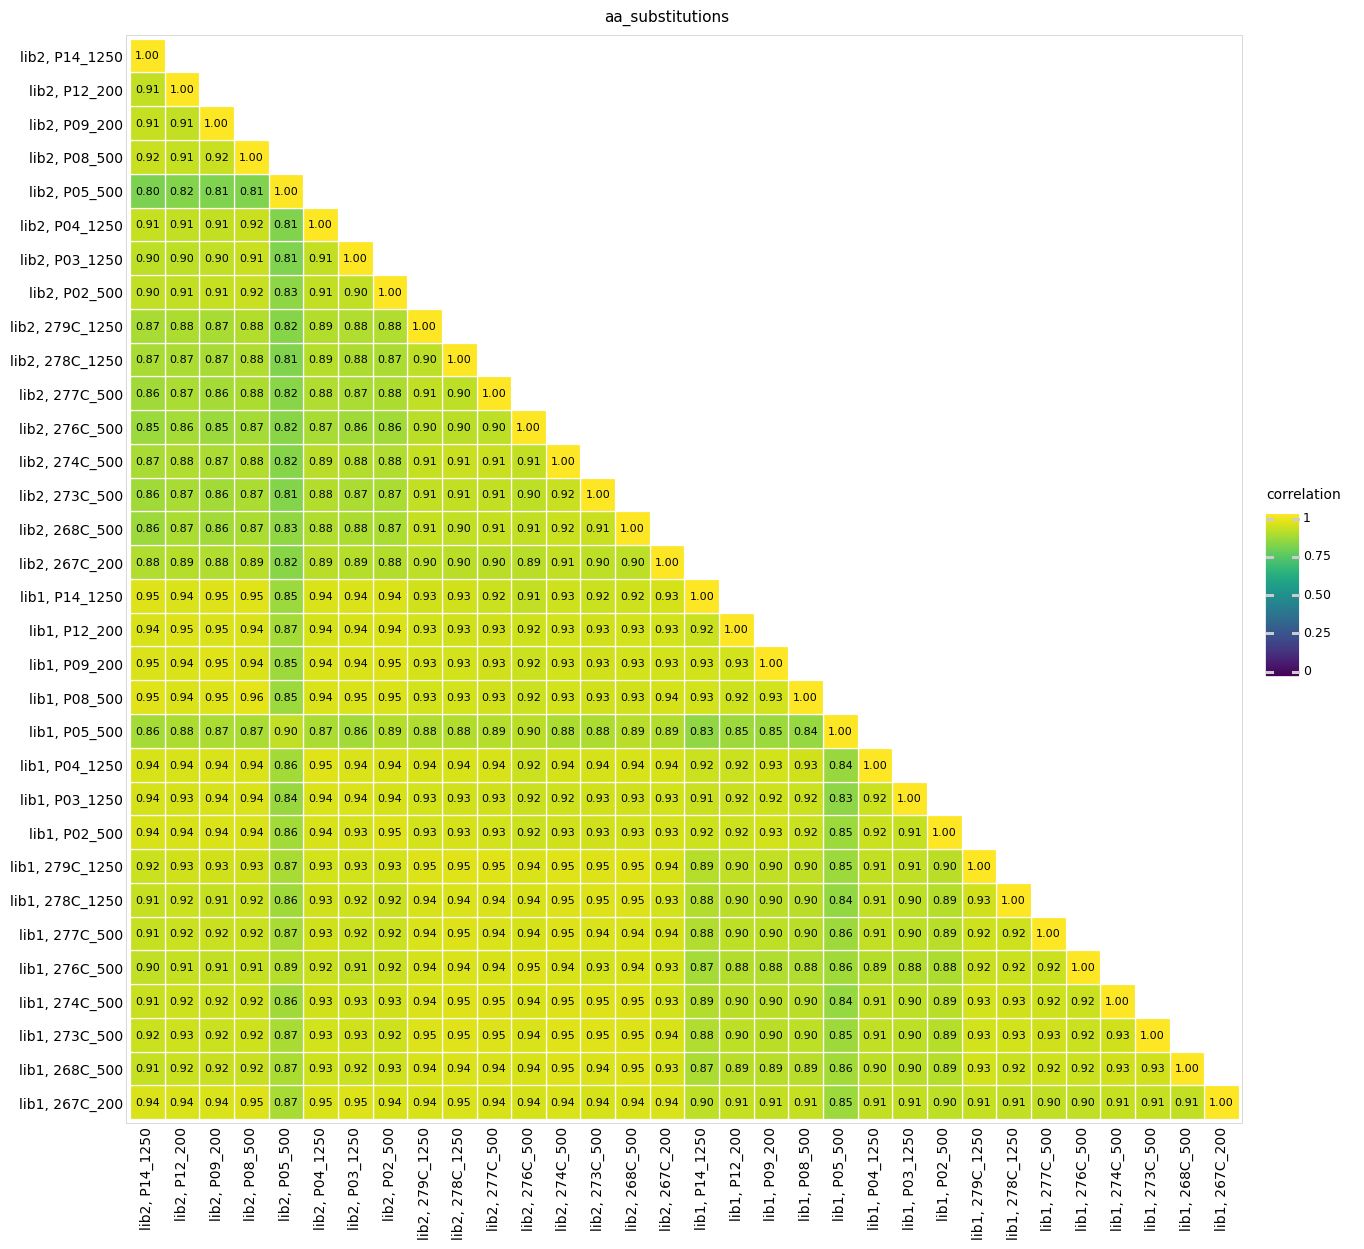 aa_substitutions
lib2, P14_1250 1.00
lib2, P12_200 0.91 1.00
lib2, P09_200 0.91 0.91 1.00
lib2, P08_500 0.92 0.91 0.92 1.00
lib2, P05_500 0.80 0.82 0.81 0.81 1.00
lib2, P04_1250 0.91 0.91 0.91 0.92 0.81 1.00
lib2, P03_1250 0.90 0.90 0.90 0.91 0.81 0.91 1.00
lib2, P02_500 0.90 0.91 0.91 0.92 0.83 0.91 0.90 1.00
lib2, 279C_1250 0.87 0.88 0.87 0.88 0.82 0.89 0.88 0.88 1.00
lib2, 278C_1250 0.87 0.87 0.87 0.88 0.81 0.89 0.88 0.87 0.90 1.00
lib2, 277C_500 0.86 0.87 0.86 0.88 0.82 0.88 0.87 0.88 0.91 0.90 1.00
lib2, 276C_500 0.85 0.86 0.85 0.87 0.82 0.87 0.86 0.86 0.90 0.90 0.90 1.00
lib2, 274C_500 0.87 0.88 0.87 0.88 0.82 0.89 0.88 0.88 0.91 0.91 0.91 0.91 1.00
lib2, 273C_500 0.86 0.87 0.86 0.87 0.81 0.88 0.87 0.87 0.91 0.91 0.91 0.90 0.92 1.00
lib2, 268C_500 0.86 0.87 0.86 0.87 0.83 0.88 0.88 0.87 0.91 0.90 0.91 0.91 0.92 0.91 1.00
lib2, 267C_200 0.88 0.89 0.88 0.89 0.82 0.89 0.89 0.88 0.90 0.90 0.90 0.89 0.91 0.90 0.90 1.00
lib1, P14_1250 0.95 0.94 0.95 0.95 0.85 0.94 0.94 0.94 0.93 0.93 0.92 0.91 0.93 0.92 0.92 0.93 1.00
lib1, P12_200 0.94 0.95 0.95 0.94 0.87 0.94 0.94 0.94 0.93 0.93 0.93 0.92 0.93 0.93 0.93 0.93 0.92 1.00
lib1, P09_200 0.95 0.94 0.95 0.94 0.85 0.94 0.94 0.95 0.93 0.93 0.93 0.92 0.93 0.93 0.93 0.93 0.93 0.93 1.00
lib1, P08_500 0.95 0.94 0.95 0.96 0.85 0.94 0.95 0.95 0.93 0.93 0.93 0.92 0.93 0.93 0.93 0.94 0.93 0.92 0.93 1.00
lib1, P05_500 0.86 0.88 0.87 0.87 0.90 0.87 0.86 0.89 0.88 0.88 0.89 0.90 0.88 0.88 0.89 0.89 0.83 0.85 0.85 0.84 1.00
lib1, P04_1250 0.94 0.94 0.94 0.94 0.86 0.95 0.94 0.94 0.94 0.94 0.94 0.92 0.94 0.94 0.94 0.94 0.92 0.92 0.93 0.93 0.84 1.00
lib1, P03_1250 0.94 0.93 0.94 0.94 0.84 0.94 0.94 0.94 0.93 0.93 0.93 0.92 0.92 0.93 0.93 0.93 0.91 0.92 0.92 0.92 0.83 0.92 1.00
lib1, P02_500 0.94 0.94 0.94 0.94 0.86 0.94 0.93 0.95 0.93 0.93 0.93 0.92 0.93 0.93 0.93 0.93 0.92 0.92 0.93 0.92 0.85 0.92 0.91 1.00
lib1, 279C_1250 0.92 0.93 0.93 0.93 0.87 0.93 0.93 0.93 0.95 0.95 0.95 0.94 0.95 0.95 0.95 0.94 0.89 0.90 0.90 0.90 0.85 0.91 0.91 0.90 1.00
lib1, 278C_1250 0.91 0.92 0.91 0.92 0.86 0.93 0.92 0.92 0.94 0.94 0.94 0.94 0.95 0.95 0.95 0.93 0.88 0.90 0.90 0.90 0.84 0.91 0.90 0.89 0.93 1.00
lib1, 277C_500 0.91 0.92 0.92 0.92 0.87 0.93 0.92 0.92 0.94 0.95 0.94 0.94 0.95 0.94 0.94 0.94 0.88 0.90 0.90 0.90 0.86 0.91 0.90 0.89 0.92 0.92 1.00
lib1, 276C_500 0.90 0.91 0.91 0.91 0.89 0.92 0.91 0.92 0.94 0.94 0.94 0.95 0.94 0.93 0.94 0.93 0.87 0.88 0.88 0.88 0.86 0.89 0.88 0.88 0.92 0.92 0.92 1.00
lib1, 274C_500 0.91 0.92 0.92 0.92 0.86 0.93 0.93 0.93 0.94 0.95 0.95 0.94 0.95 0.95 0.95 0.93 0.89 0.90 0.90 0.90 0.84 0.91 0.90 0.89 0.93 0.93 0.92 0.92 1.00
lib1, 273C_500 0.92 0.93 0.92 0.92 0.87 0.93 0.93 0.92 0.95 0.95 0.95 0.94 0.95 0.95 0.95 0.94 0.88 0.90 0.90 0.90 0.85 0.91 0.90 0.89 0.93 0.93 0.93 0.92 0.93 1.00
lib1, 268C_500 0.91 0.92 0.92 0.92 0.87 0.93 0.92 0.93 0.94 0.94 0.94 0.94 0.95 0.94 0.95 0.93 0.87 0.89 0.89 0.89 0.86 0.90 0.90 0.89 0.93 0.92 0.92 0.92 0.93 0.93 1.00
lib1, 267C_200 0.94 0.94 0.94 0.95 0.87 0.95 0.95 0.94 0.94 0.95 0.94 0.94 0.94 0.94 0.94 0.94 0.90 0.91 0.91 0.91 0.85 0.91 0.91 0.90 0.91 0.91 0.90 0.90 0.91 0.91 0.91 1.00
lib2, P14_1250
lib2, P12_200
lib2, P09_200
lib2, P08_500
lib2, P05_500
lib2, P04_1250
lib2, P03_1250
lib2, P02_500
lib2, 279C_1250
lib2, 278C_1250
lib2, 277C_500
lib2, 276C_500
lib2, 274C_500
lib2, 273C_500
lib2, 268C_500
lib2, 267C_200
lib1, P14_1250
lib1, P12_200
lib1, P09_200
lib1, P08_500
lib1, P05_500
lib1, P04_1250
lib1, P03_1250
lib1, P02_500
lib1, 279C_1250
lib1, 278C_1250
lib1, 277C_500
lib1, 276C_500
lib1, 274C_500
lib1, 273C_500
lib1, 268C_500
lib1, 267C_200
correlation
1
0.75
0.50
0.25
0